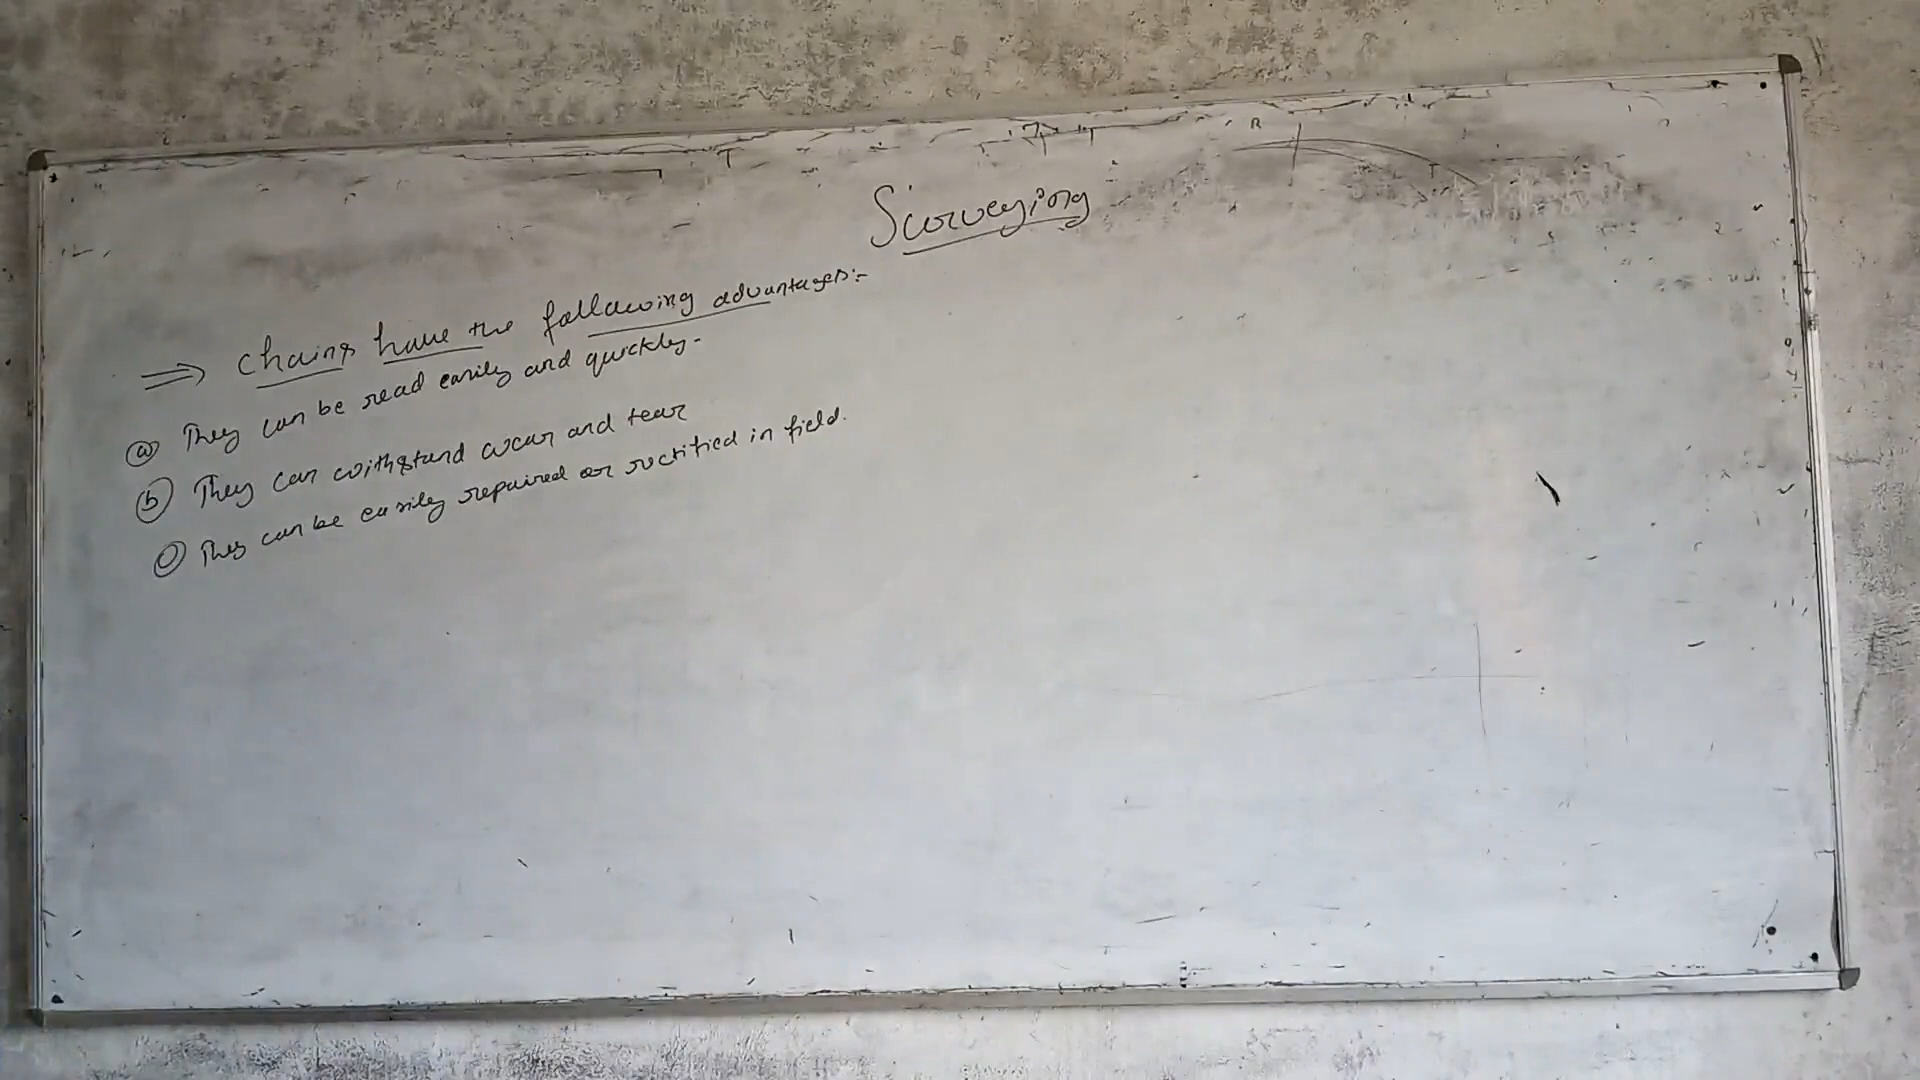 Surveying
⇒ Chains have the following advantages:-
(a) They can be read easily and quickly.
(b) They can withstand wear and tear
(c) They can be easily repaired or rectified in field.